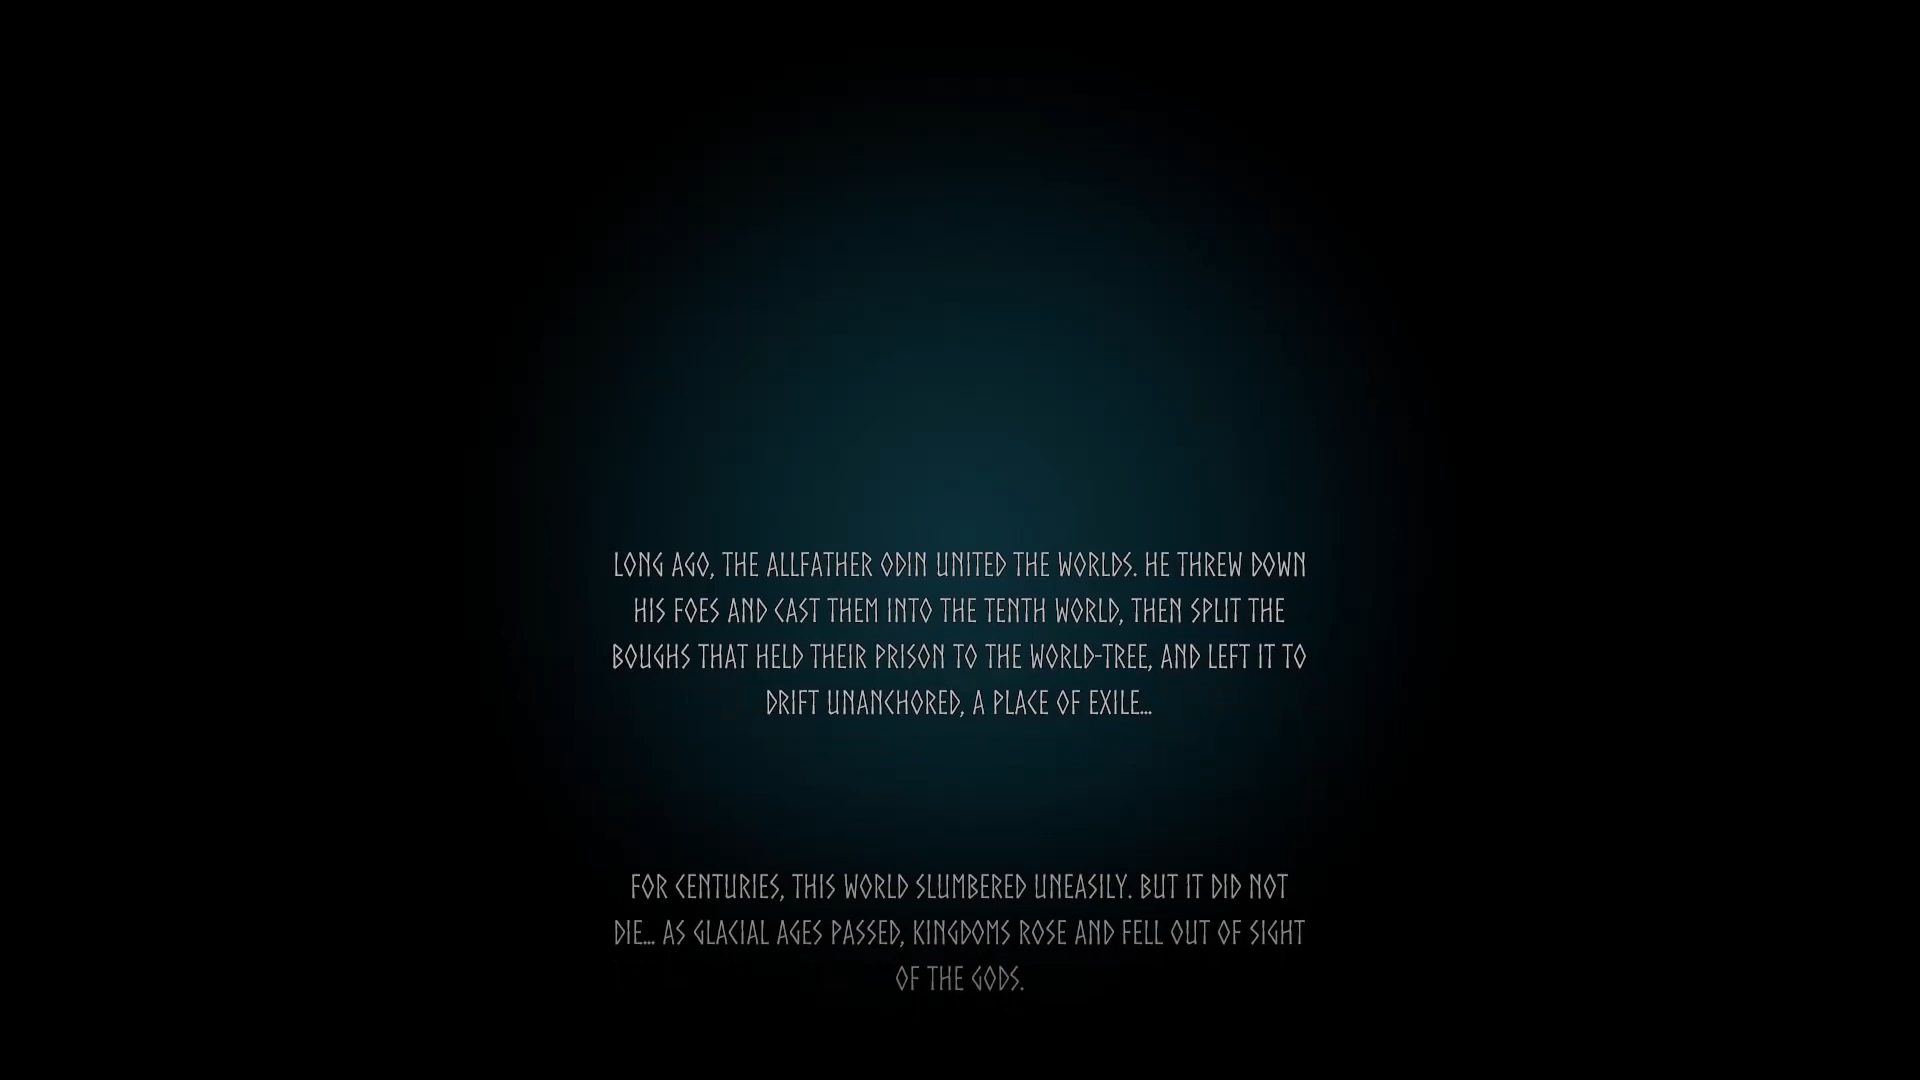 LONG AGO, THE ALLFATHER ODIN UNITED THE WORLDS. HE THREW DOWN
HIS FOES AND CAST THEM INTO THE TENTH WORLD, THEN SPLIT THE
BOUGHS THAT HELD THEIR PRISON TO THE WORLD-TREE, AND LEFT IT TO
DRIFT UNANCHORED, A PLACE OF EXILE...
FOR CENTURIES, THIS WORLD SLUMBERED UNEASILY. BUT IT DID NOT
DIE... AS GLACIAL AGES PASSED, KINGDOMS ROSE AND FELL OUT OF SIGHT
OF THE GODS.